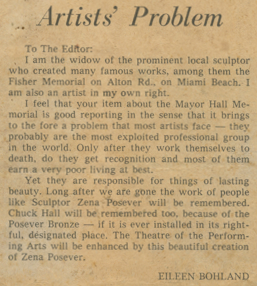 Artists' Problem
To The Editor:
I am the widow of the prominent local sculptor
who created many famous works, among them the
Fisher Memorial on Alton Rd., on Miami Beach. I
am also an artist in my own right.
I feel that your item about the Mayor Hall Me-
morial is good reporting in the sense that it brings
to the fore a problem that most artists face — they
probably are the most exploited professional group
in the world. Only after they work themselves to
death, do they get recognition and most of them
earn a very poor living at best.
Yet they are responsible for things of lasting
beauty. Long after we are gone the work of people
like Sculptor Zena Posever will be remembered.
Chuck Hall will be remembered too, because of the
Posever Bronze — if it is ever installed in its right-
ful, designated place. The Theatre of the Perform-
ing Arts will be enhanced by this beautiful creation
of Zena Posever.
EILEEN BOHLAND